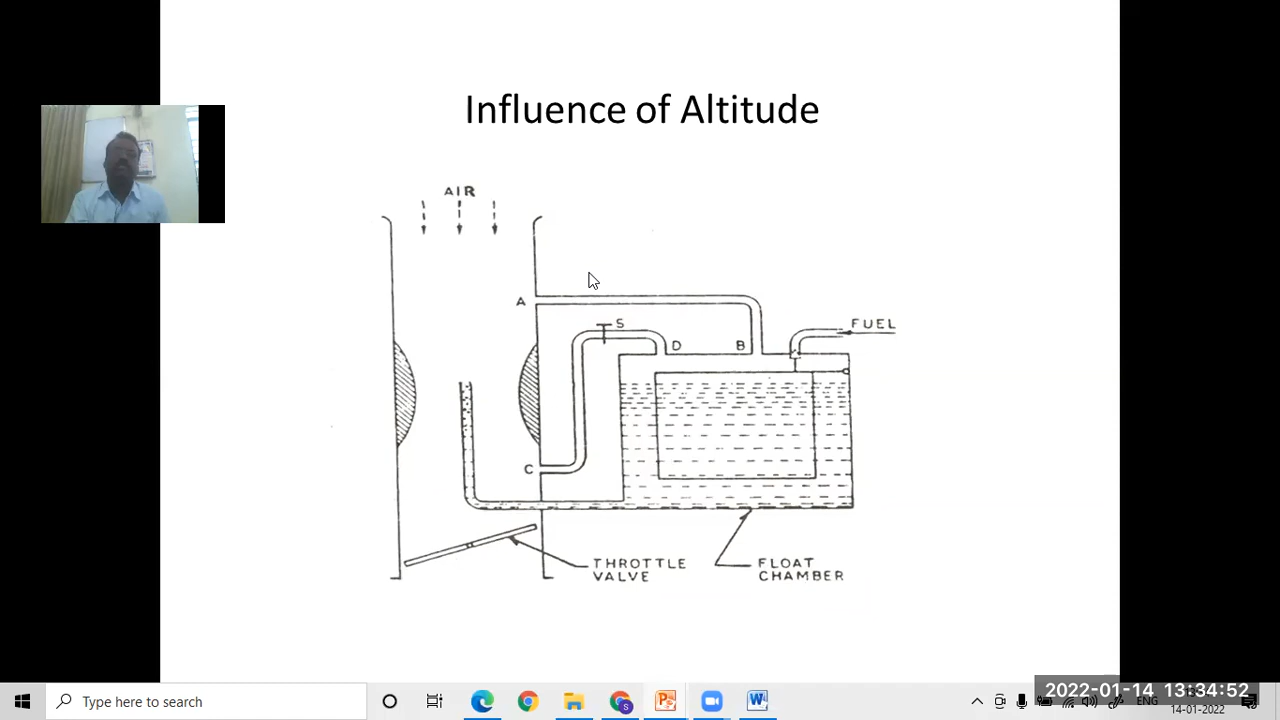 Influence of Altitude
AIR
A
S
FUEL
D
B
C
THROTTLE
VALVE
FLOAT
CHAMBER
Type here to search
ENG
2022-01-14 13:34:52
14-01-2022